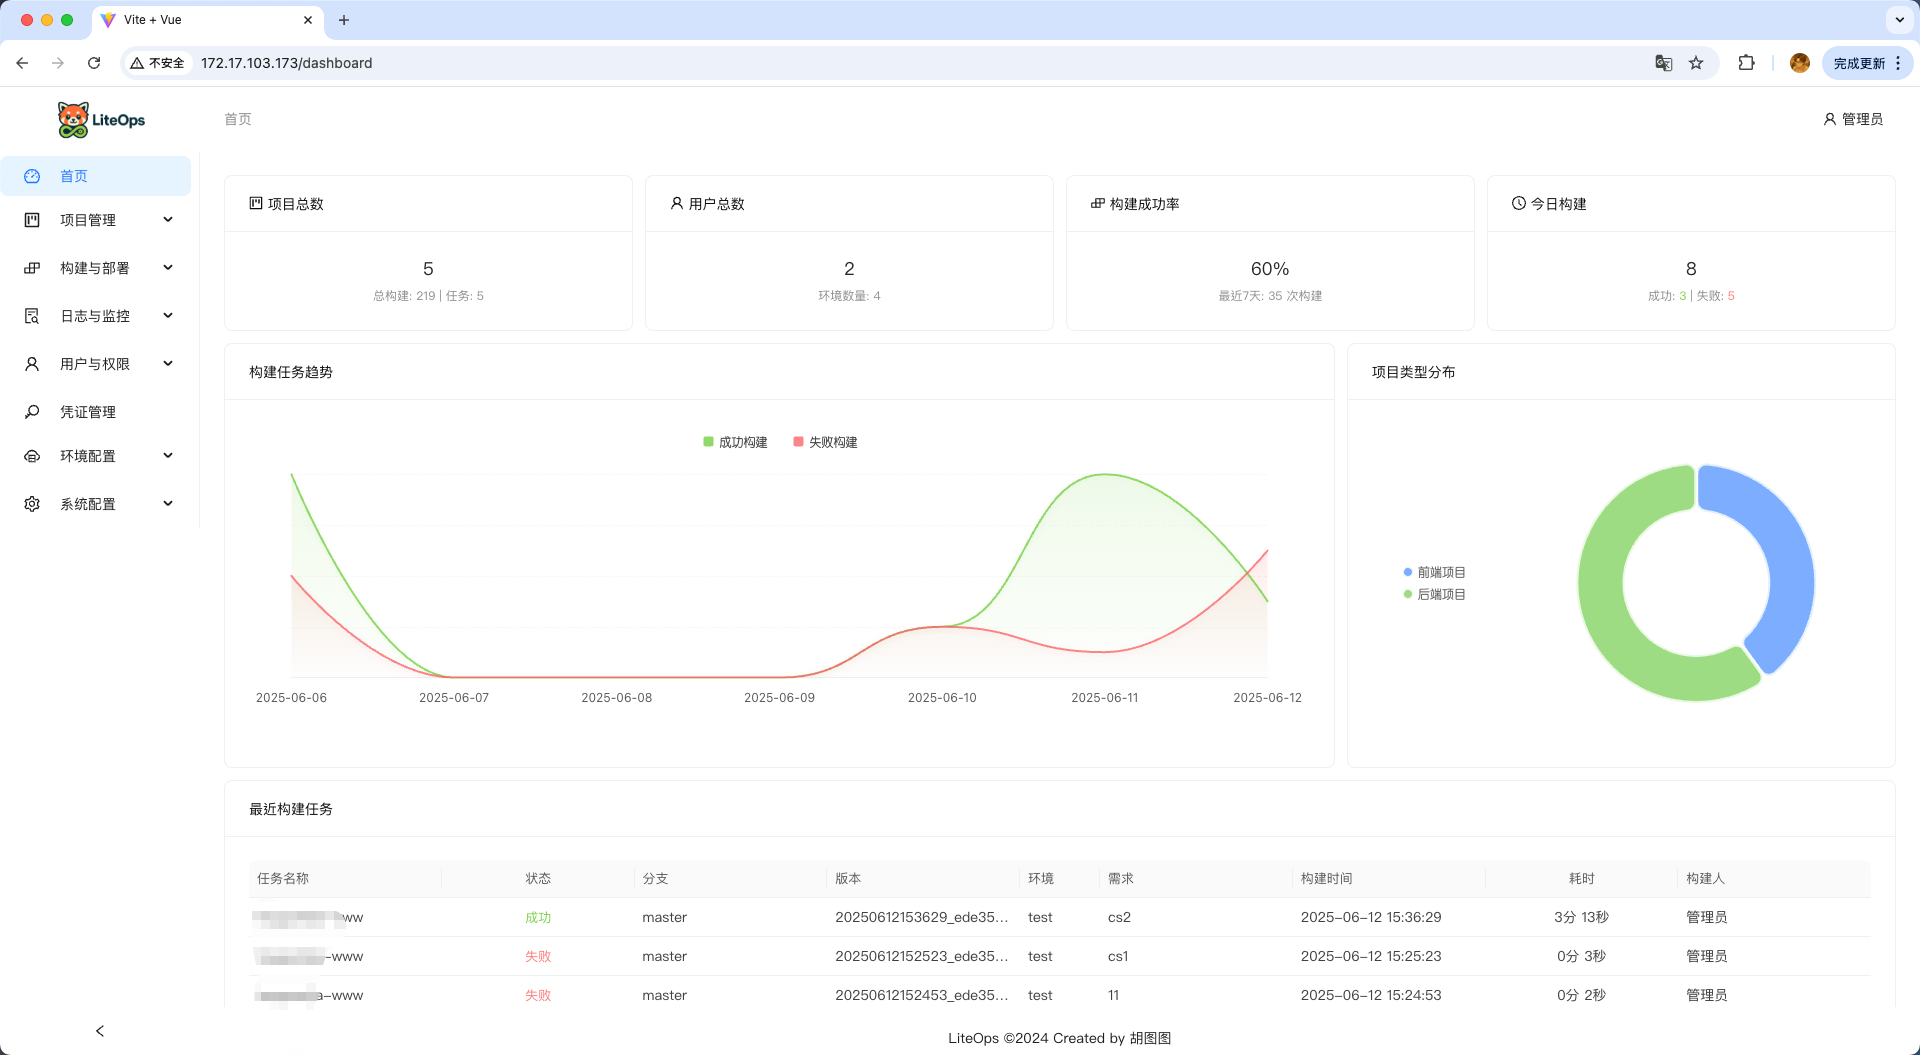 Vite + Vue
不安全
172.17.103.173/dashboard
完成更新
LiteOps
首页
管理员
首页
项目管理
构建与部署
日志与监控
用户与权限
凭证管理
环境配置
系统配置
项目总数
5
总构建: 219 | 任务: 5
用户总数
2
环境数量: 4
构建成功率
60%
最近7天: 35 次构建
今日构建
8
成功: 3 | 失败: 5
构建任务趋势
成功构建 失败构建
2025-06-06 2025-06-07 2025-06-08 2025-06-09 2025-06-10 2025-06-11 2025-06-12
项目类型分布
前端项目
后端项目
最近构建任务
任务名称 状态 分支 版本 环境 需求 构建时间 耗时 构建人
ww 成功 master 20250612153629_ede35... test cs2 2025-06-12 15:36:29 3分 13秒 管理员
-www 失败 master 20250612152523_ede35... test cs1 2025-06-12 15:25:23 0分 3秒 管理员
a-www 失败 master 20250612152453_ede35... test 11 2025-06-12 15:24:53 0分 2秒 管理员
LiteOps ©2024 Created by 胡图图